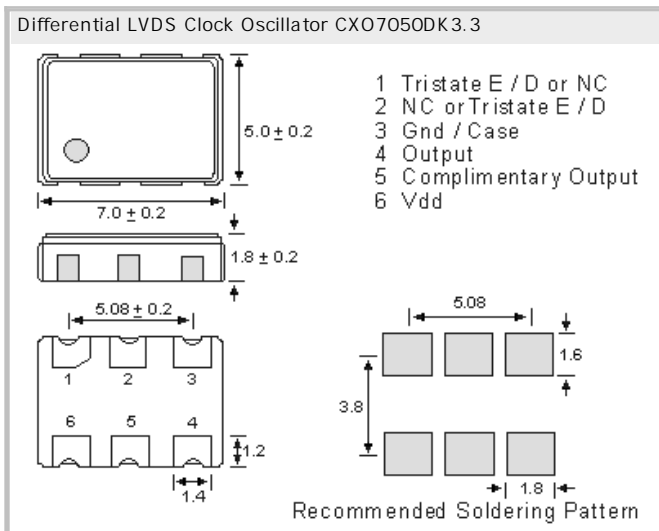 Differential LVDS Clock Oscillator CXO7050DK3.3
5.0 ± 0.2
7.0 ± 0.2
1.8 ± 0.2
5.08 ± 0.2
1 2 3
6 5 4
1.2
1.4
1 Tristate E / D or NC
2 NC or Tristate E / D
3 Gnd / Case
4 Output
5 Complimentary Output
6 Vdd
5.08
1.6
3.8
1.8
Recommended Soldering Pattern